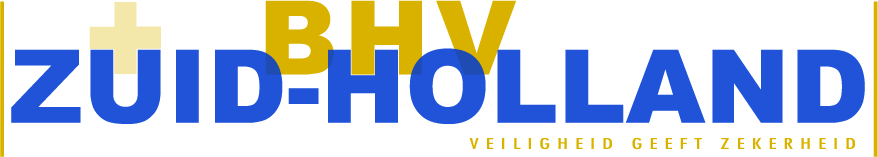 BHV
ZUID-HOLLAND
VEILIGHEID GEEFT ZEKERHEID